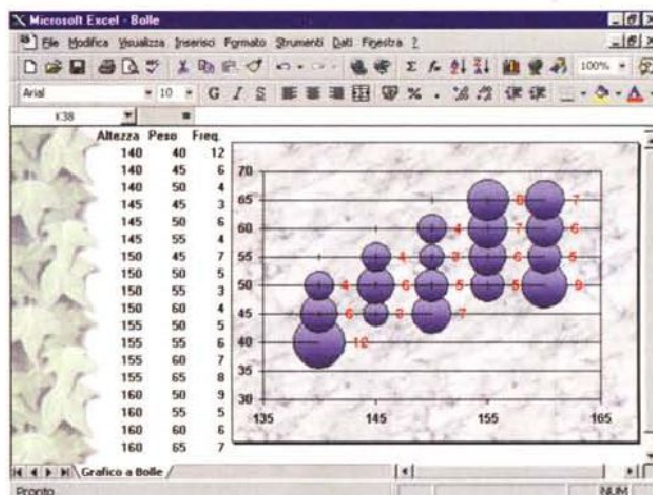 Microsoft Excel - Bolle
File Modifica Visualizza Inserisci Formato Strumenti Dati Finestra ?
100%
Arial 10 G I S
K38 =
Altezza Peso Freq.
140 40 12
140 45 6
140 50 4
145 45 3
145 50 6
145 55 4
150 45 7
150 50 5
150 55 3
150 60 4
155 50 5
155 55 6
155 60 7
155 65 8
160 50 9
160 55 5
160 60 6
160 65 7
70
65 8 7
60 4 7 6
55 4 3 6 5
50 4 6 5 5 9
45 6 3 7
40 12
35
30
135 145 155 165
Grafico a Bolle
Pronto NUM